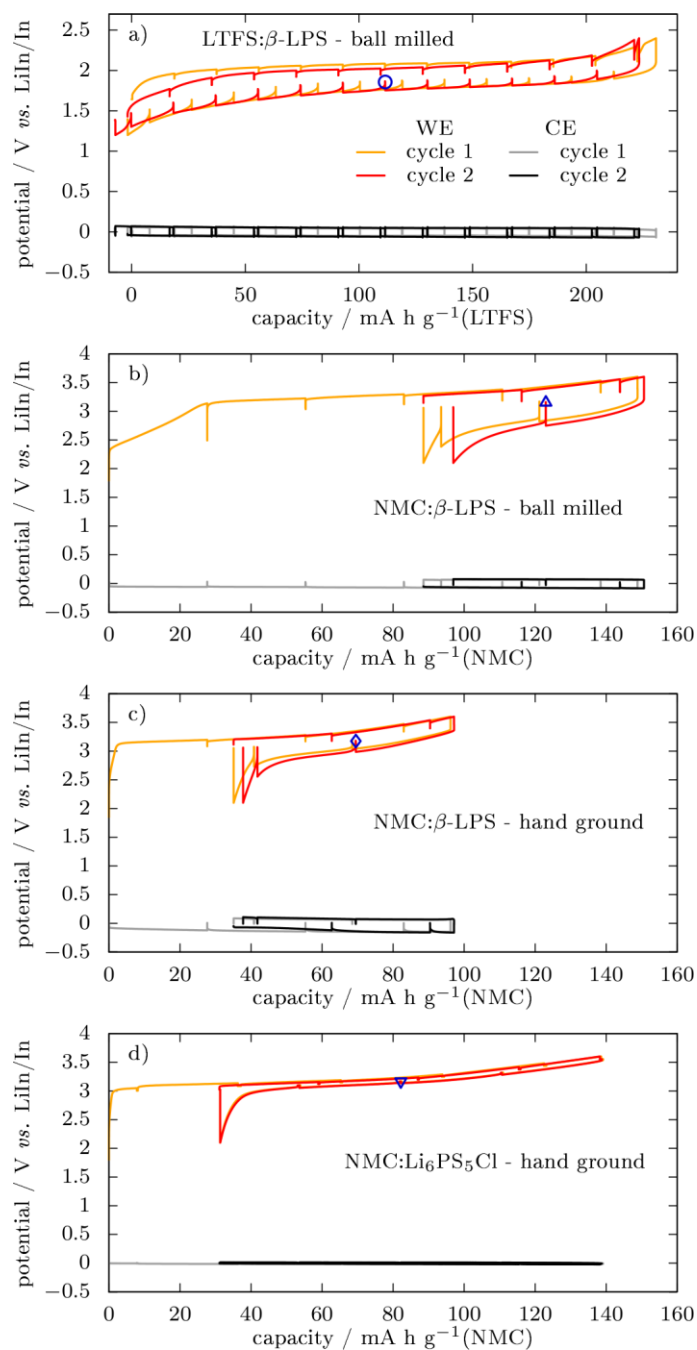 a)
LTFS:β-LPS - ball milled
potential / V vs. LiIn/In
2.5
2
1.5
1
0.5
0
−0.5
WE CE
cycle 1 cycle 1
cycle 2 cycle 2
0 50 100 150 200
capacity / mA h g−1(LTFS)
b)
potential / V vs. LiIn/In
4
3.5
3
2.5
2
1.5
1
0.5
0
−0.5
NMC:β-LPS - ball milled
0 20 40 60 80 100 120 140 160
capacity / mA h g−1(NMC)
c)
potential / V vs. LiIn/In
4
3.5
3
2.5
2
1.5
1
0.5
0
−0.5
NMC:β-LPS - hand ground
0 20 40 60 80 100 120 140 160
capacity / mA h g−1(NMC)
d)
potential / V vs. LiIn/In
4
3.5
3
2.5
2
1.5
1
0.5
0
−0.5
NMC:Li₆PS₅Cl - hand ground
0 20 40 60 80 100 120 140 160
capacity / mA h g−1(NMC)